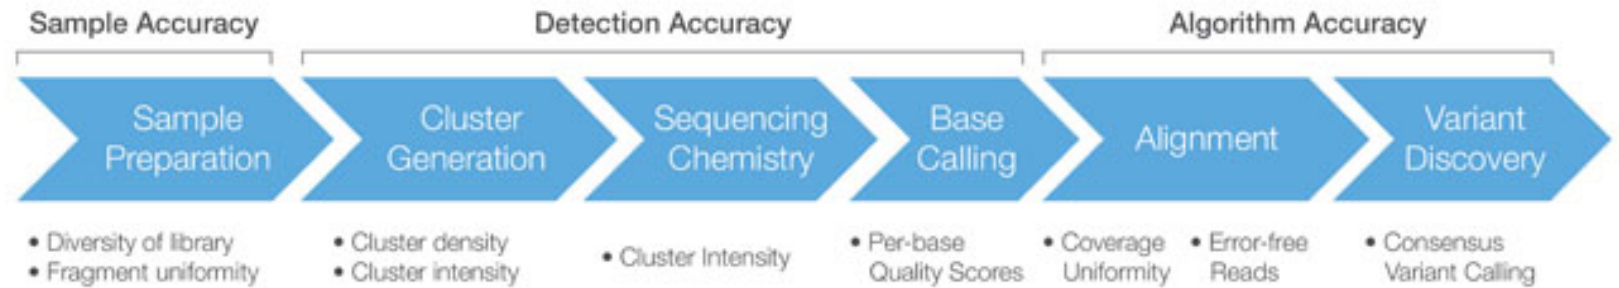 Sample Accuracy
Detection Accuracy
Algorithm Accuracy
Sample
Preparation
Cluster
Generation
Sequencing
Chemistry
Base
Calling
Alignment
Variant
Discovery
• Diversity of library
• Fragment uniformity
• Cluster density
• Cluster intensity
• Cluster Intensity
• Per-base
Quality Scores
• Coverage
Uniformity
• Error-free
Reads
• Consensus
Variant Calling